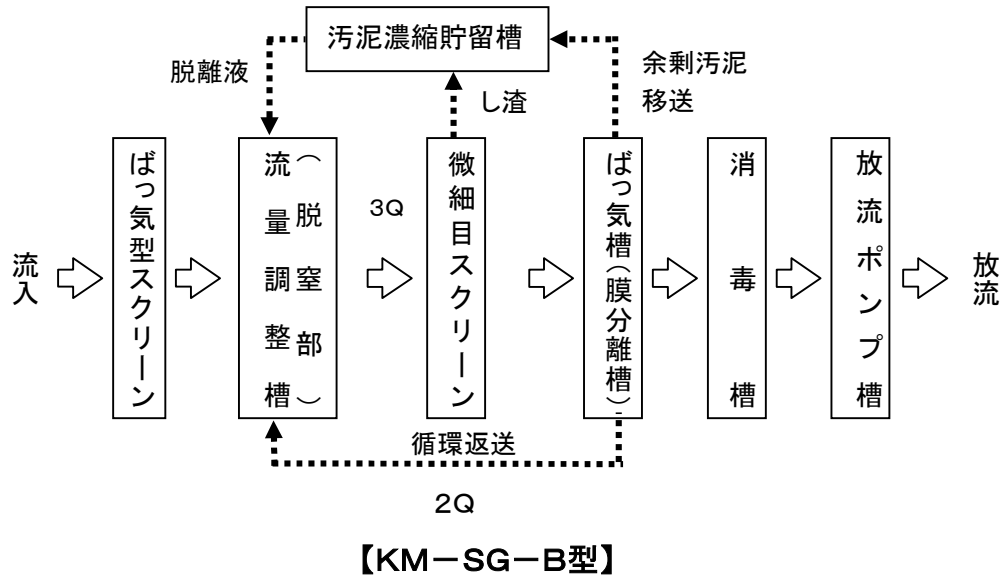 汚泥濃縮貯留槽
脱離液
し渣
余剰汚泥
移送
流入
ばっ気型スクリーン
流量調整槽
（脱窒部）
3Q
微細目スクリーン
ばっ気槽（膜分離槽）
消毒槽
放流ポンプ槽
放流
循環返送
2Q
【KM－SG－B型】